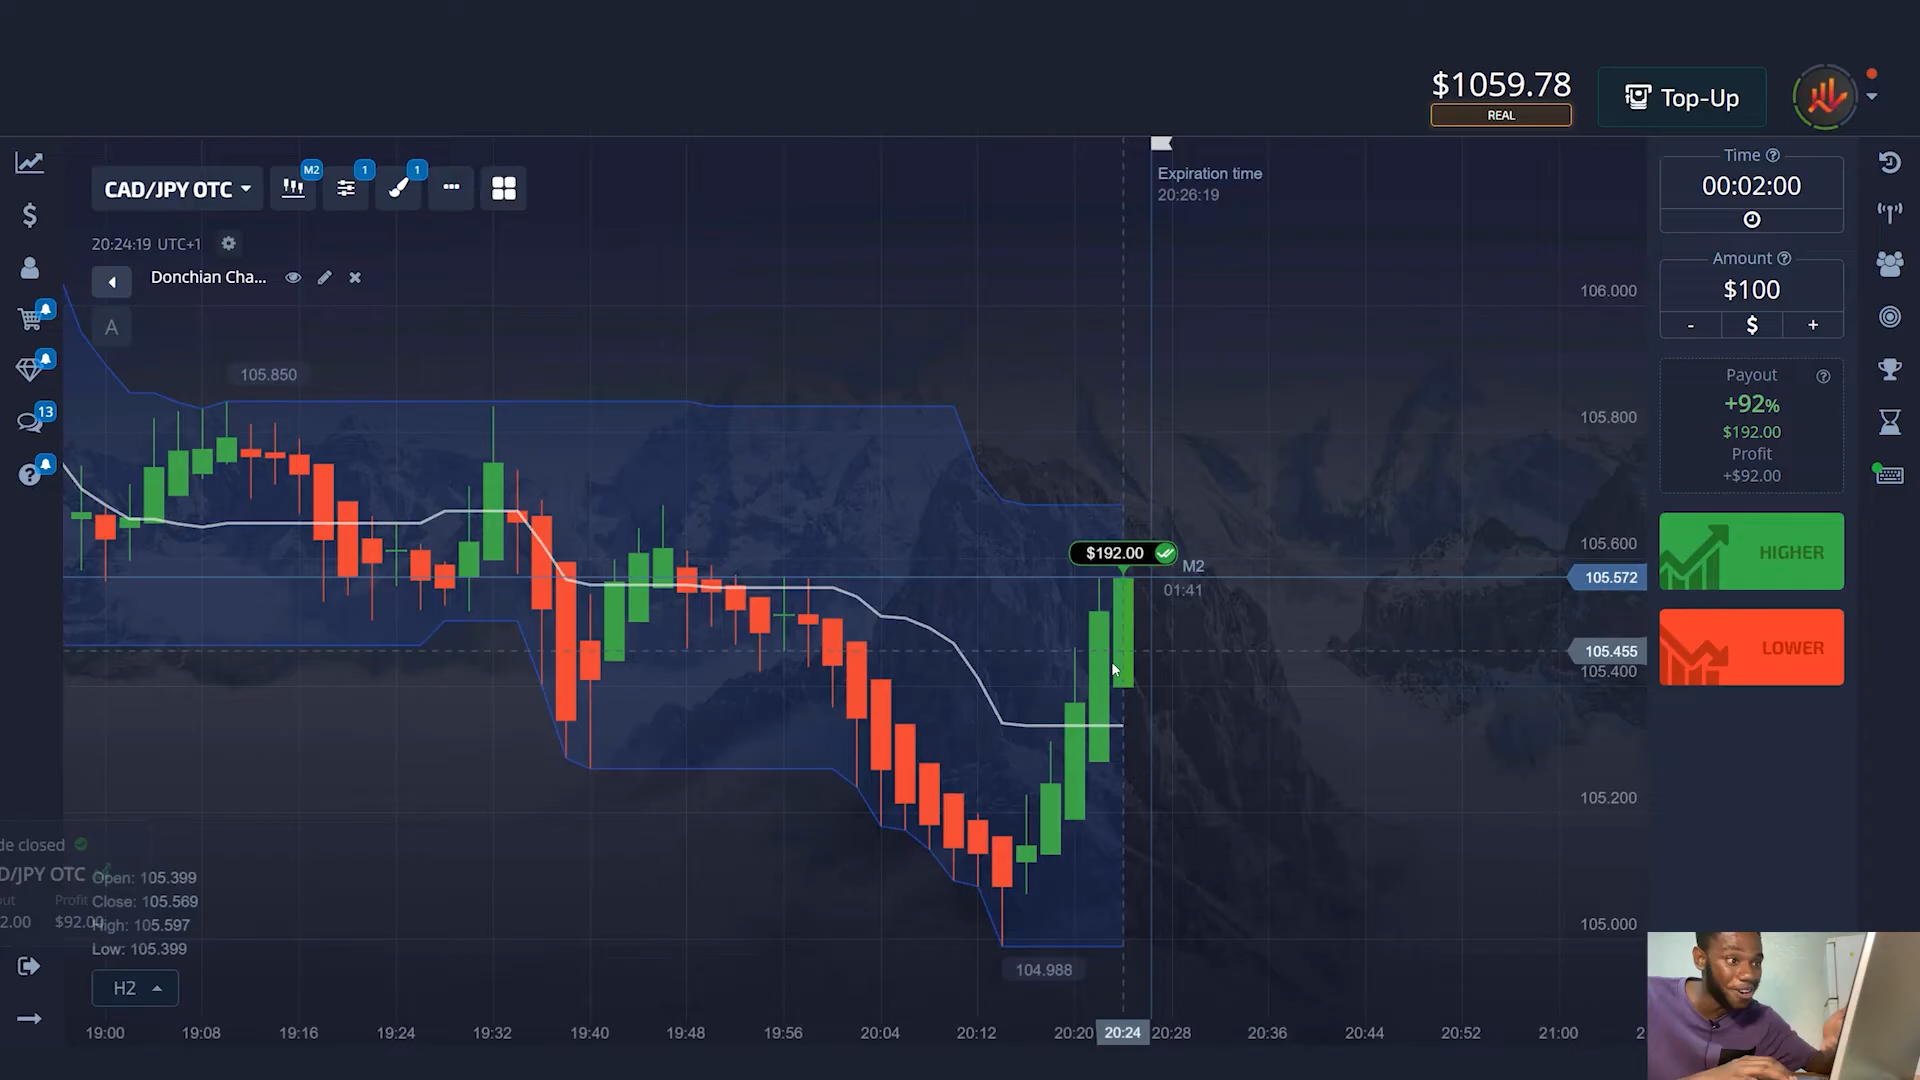 $1059.78
REAL
Top-Up
CAD/JPY OTC
M2
1
1
20:24:19 UTC+1
Donchian Cha...
A
Expiration time
20:26:19
Time
00:02:00
Amount
$100
- $ +
Payout
+92%
$192.00
Profit
+$92.00
HIGHER
LOWER
13
105.850
106.000
105.800
105.600
105.572
105.455
105.400
105.200
105.000
$192.00
M2
01:41
104.988
de closed
D/JPY OTC
out Profit
2.00 $92.00
Open: 105.399
Close: 105.569
High: 105.597
Low: 105.399
H2
19:00 19:08 19:16 19:24 19:32 19:40 19:48 19:56 20:04 20:12 20:20 20:24 20:28 20:36 20:44 20:52 21:00 2